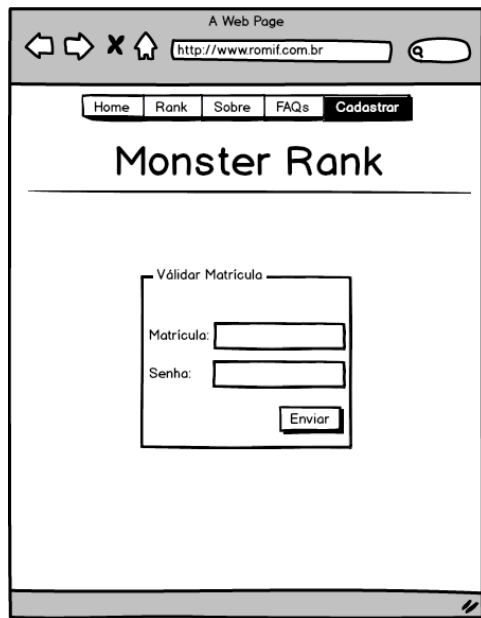 A Web Page
http://www.romif.com.br
Home Rank Sobre FAQs Cadastrar
Monster Rank
Válidar Matrícula
Matrícula:
Senha:
Enviar